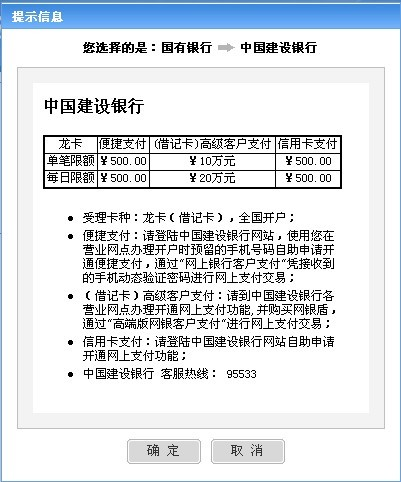 提示信息
您选择的是：国有银行 中国建设银行
中国建设银行
龙卡 便捷支付 (借记卡)高级客户支付 信用卡支付
单笔限额 ￥500.00 ￥10万元 ￥500.00
每日限额 ￥500.00 ￥20万元 ￥500.00
• 受理卡种：龙卡（借记卡），全国开户；
• 便捷支付：请登陆中国建设银行网站，使用您在
营业网点办理开户时预留的手机号码自助申请开
通便捷支付，通过"网上银行客户支付"凭接收到
的手机动态验证密码进行网上支付交易；
• （借记卡）高级客户支付：请到中国建设银行各
营业网点办理开通网上支付功能,并购买网银盾，
通过"高端版网银客户支付"进行网上支付交易；
• 信用卡支付：请登陆中国建设银行网站自助申请
开通网上支付功能；
• 中国建设银行 客服热线： 95533
确 定 取 消